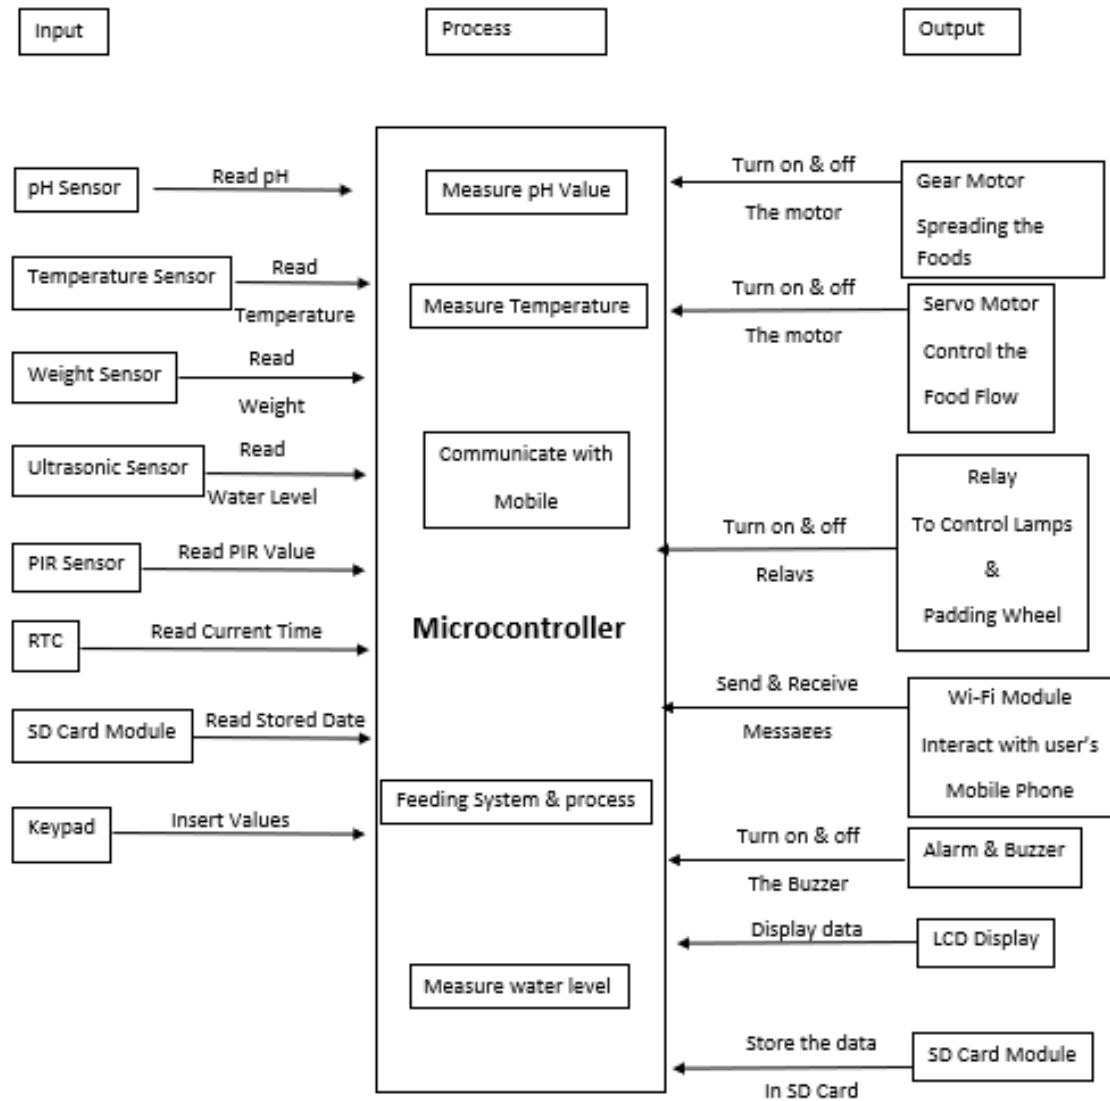 Input
Process
Output
pH Sensor
Read pH
Temperature Sensor
Read
Temperature
Weight Sensor
Read
Weight
Ultrasonic Sensor
Read
Water Level
PIR Sensor
Read PIR Value
RTC
Read Current Time
SD Card Module
Read Stored Date
Keypad
Insert Values
Measure pH Value
Measure Temperature
Communicate with
Mobile
Microcontroller
Feeding System & process
Measure water level
Turn on & off
The motor
Gear Motor
Spreading the
Foods
Turn on & off
The motor
Servo Motor
Control the
Food Flow
Turn on & off
Relays
Relay
To Control Lamps
&
Padding Wheel
Send & Receive
Messages
Wi-Fi Module
Interact with user's
Mobile Phone
Turn on & off
The Buzzer
Alarm & Buzzer
Display data
LCD Display
Store the data
In SD Card
SD Card Module